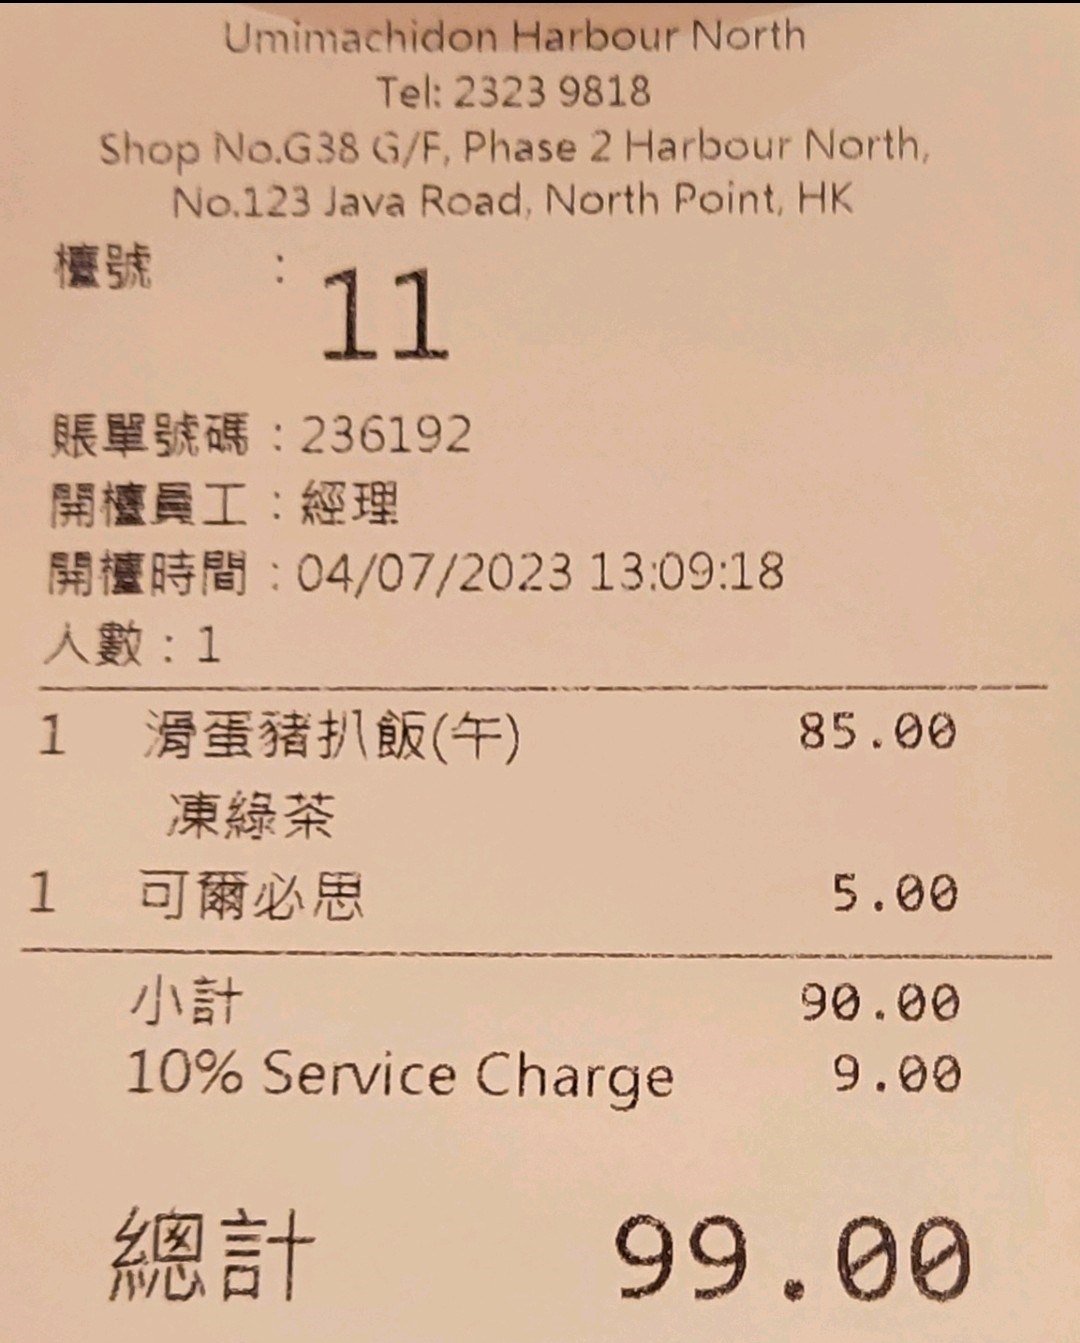 Umimachidon Harbour North
Tel: 2323 9818
Shop No.G38 G/F, Phase 2 Harbour North,
No.123 Java Road, North Point, HK
檯號 : 11
賬單號碼 : 236192
開檯員工 : 經理
開檯時間 : 04/07/2023 13:09:18
人數 : 1
1 滑蛋豬扒飯(午) 85.00
凍綠茶
1 可爾必思 5.00
小計 90.00
10% Service Charge 9.00
總計 99.00